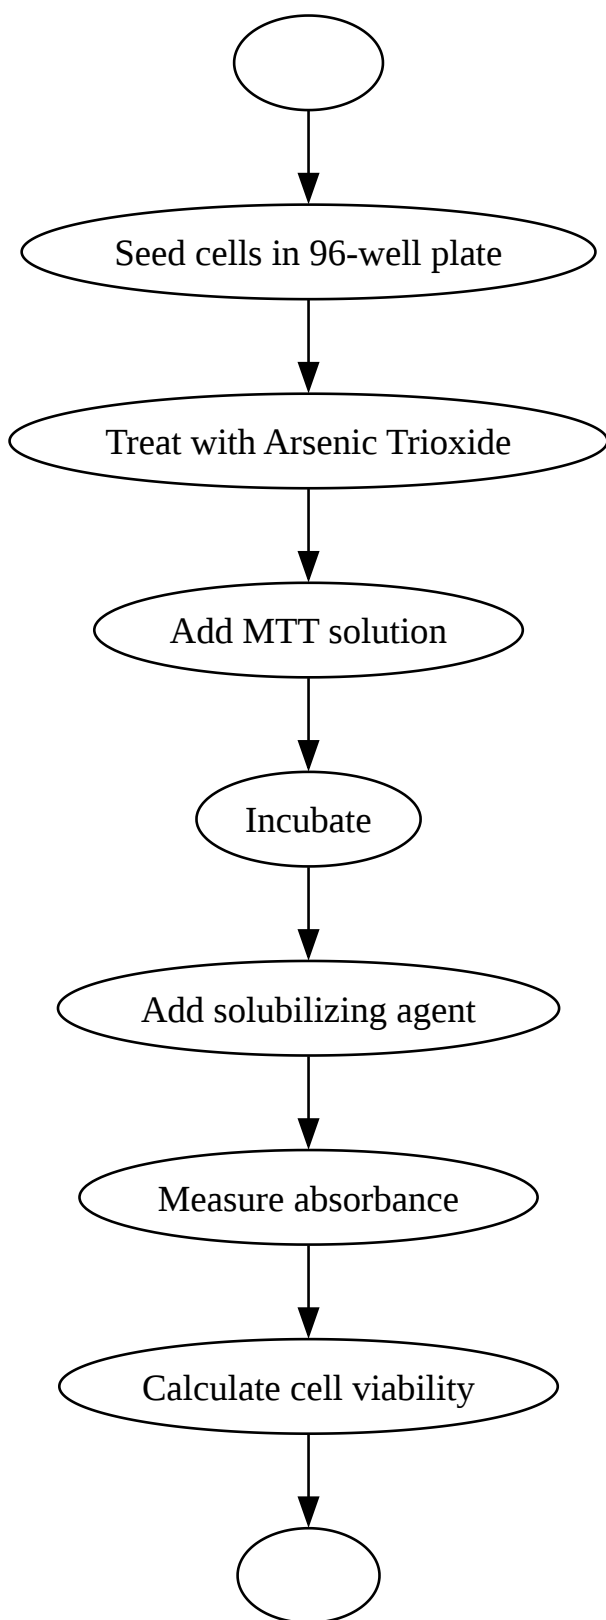 Seed cells in 96-well plate
Treat with Arsenic Trioxide
Add MTT solution
Incubate
Add solubilizing agent
Measure absorbance
Calculate cell viability